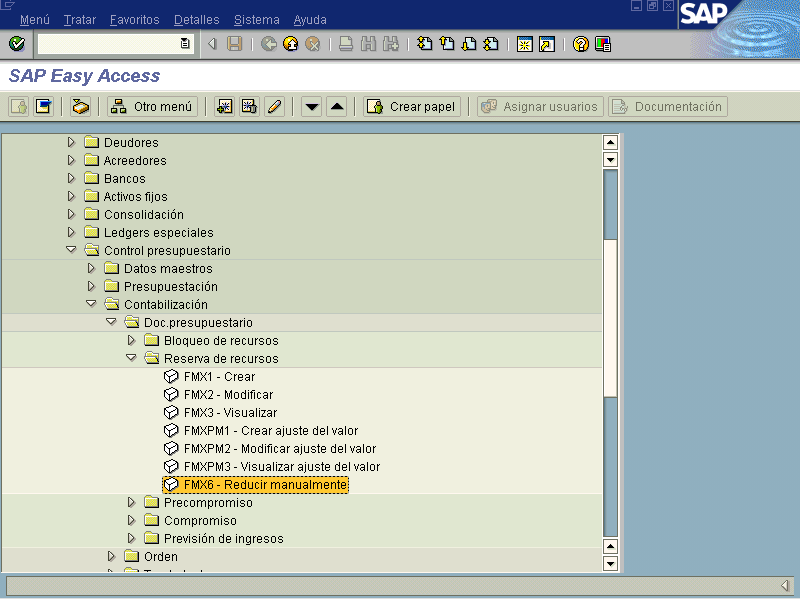 Menú Tratar Favoritos Detalles Sistema Ayuda
SAP
SAP Easy Access
Otro menú Crear papel Asignar usuarios Documentación
Deudores
Acreedores
Bancos
Activos fijos
Consolidación
Ledgers especiales
Control presupuestario
Datos maestros
Presupuestación
Contabilización
Doc.presupuestario
Bloqueo de recursos
Reserva de recursos
FMX1 - Crear
FMX2 - Modificar
FMX3 - Visualizar
FMXPM1 - Crear ajuste del valor
FMXPM2 - Modificar ajuste del valor
FMXPM3 - Visualizar ajuste del valor
FMX6 - Reducir manualmente
Precompromiso
Compromiso
Previsión de ingresos
Orden